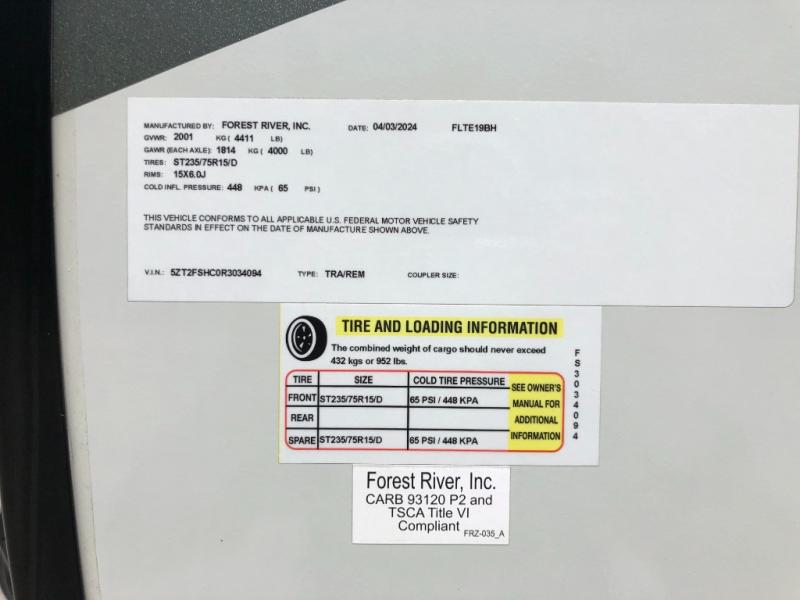 MANUFACTURED BY: FOREST RIVER, INC. DATE: 04/03/2024 FLTE19BH
GVWR: 2001 KG ( 4411 LB)
GAWR (EACH AXLE): 1814 KG ( 4000 LB)
TIRES: ST235/75R15/D
RIMS: 15X6.0J
COLD INFL. PRESSURE: 448 KPA ( 65 PSI )
THIS VEHICLE CONFORMS TO ALL APPLICABLE U.S. FEDERAL MOTOR VEHICLE SAFETY
STANDARDS IN EFFECT ON THE DATE OF MANUFACTURE SHOWN ABOVE.
V.I.N.: 5ZT2FSHC0R3034094 TYPE: TRA/REM COUPLER SIZE:
TIRE AND LOADING INFORMATION
The combined weight of cargo should never exceed
432 kgs or 952 lbs.
TIRE SIZE COLD TIRE PRESSURE
FRONT ST235/75R15/D 65 PSI / 448 KPA
REAR
SPARE ST235/75R15/D 65 PSI / 448 KPA
SEE OWNER'S
MANUAL FOR
ADDITIONAL
INFORMATION
FS3034094
Forest River, Inc.
CARB 93120 P2 and
TSCA Title VI
Compliant
FRZ-035_A